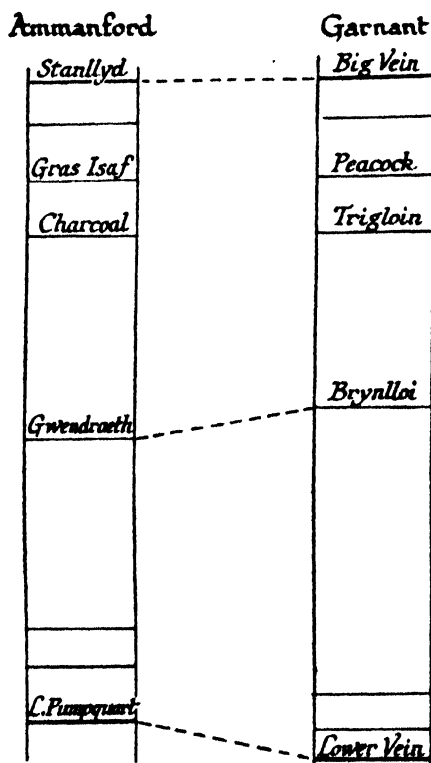 Ammanford
Stanllyd
Gras Isaf
Charcoal
Gwendraeth
L. Pumpquart
Garnant
Big Vein
Peacock
Trigloin
Brynlloi
Lower Vein